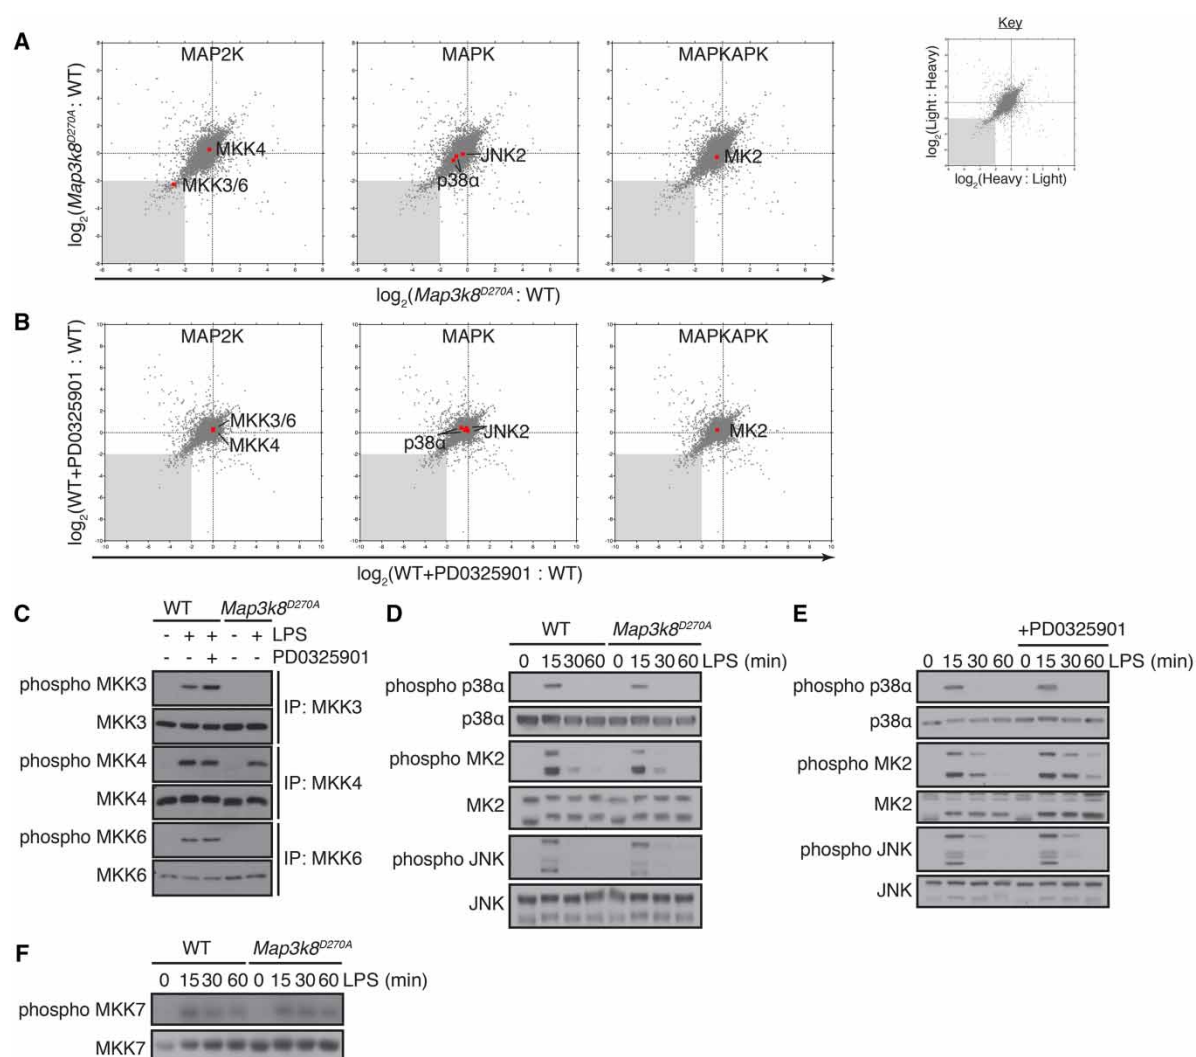 Key
A
MAP2K MAPK MAPKAPK
log2(Map3k8D270A : WT)
MKK4
MKK3/6
JNK2
p38α
MK2
log2(Map3k8D270A : WT)
log2(Light : Heavy)
log2(Heavy : Light)
B
MAP2K MAPK MAPKAPK
log2(WT+PD0325901 : WT)
MKK3/6
MKK4
p38α
JNK2
MK2
log2(WT+PD0325901 : WT)
C
WT Map3k8D270A
- + + - + LPS
+ - - PD0325901
phospho MKK3
MKK3
IP: MKK3
phospho MKK4
MKK4
IP: MKK4
phospho MKK6
MKK6
IP: MKK6
D
WT Map3k8D270A
0 15 30 60 0 15 30 60 LPS (min)
phospho p38α
p38α
phospho MK2
MK2
phospho JNK
JNK
E
+PD0325901
0 15 30 60 0 15 30 60 LPS (min)
phospho p38α
p38α
phospho MK2
MK2
phospho JNK
JNK
F
WT Map3k8D270A
0 15 30 60 0 15 30 60 LPS (min)
phospho MKK7
MKK7